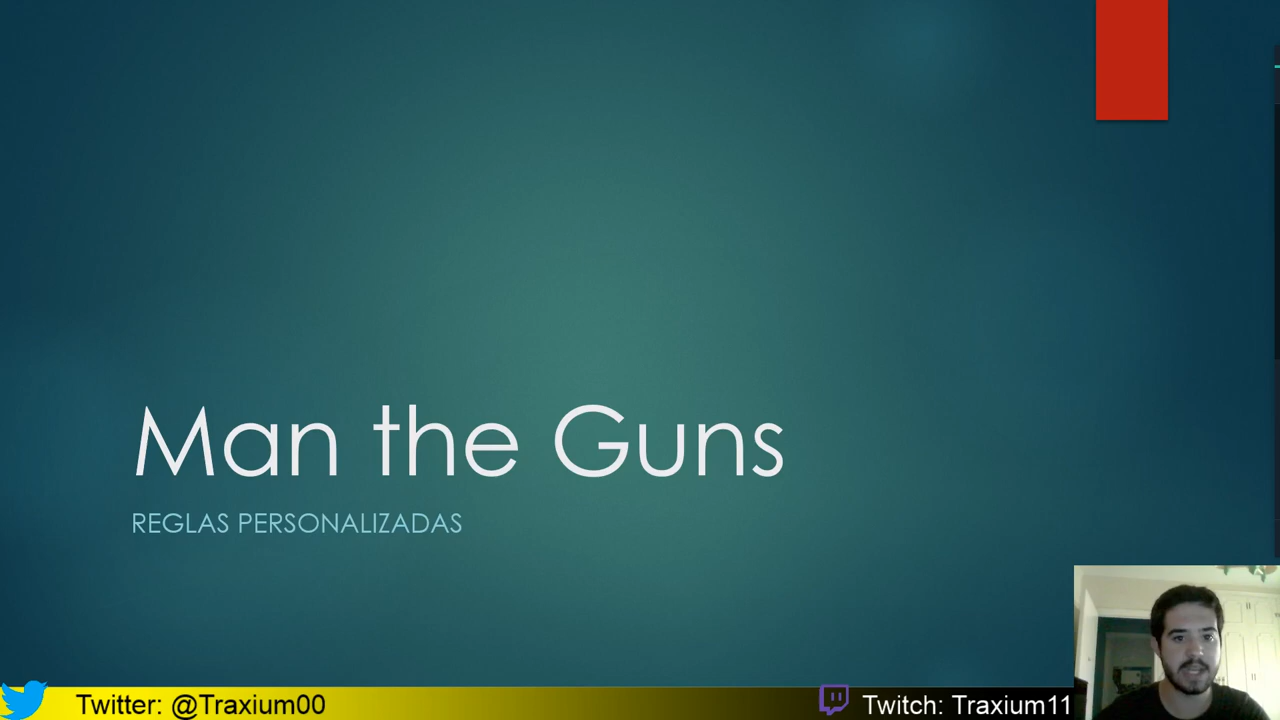 Man the Guns
REGLAS PERSONALIZADAS
Twitter: @Traxium00
Twitch: Traxium11